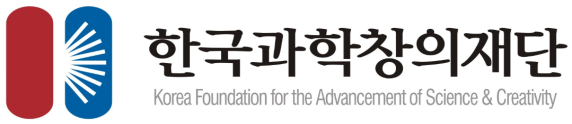 한국과학창의재단
Korea Foundation for the Advancement of Science & Creativity